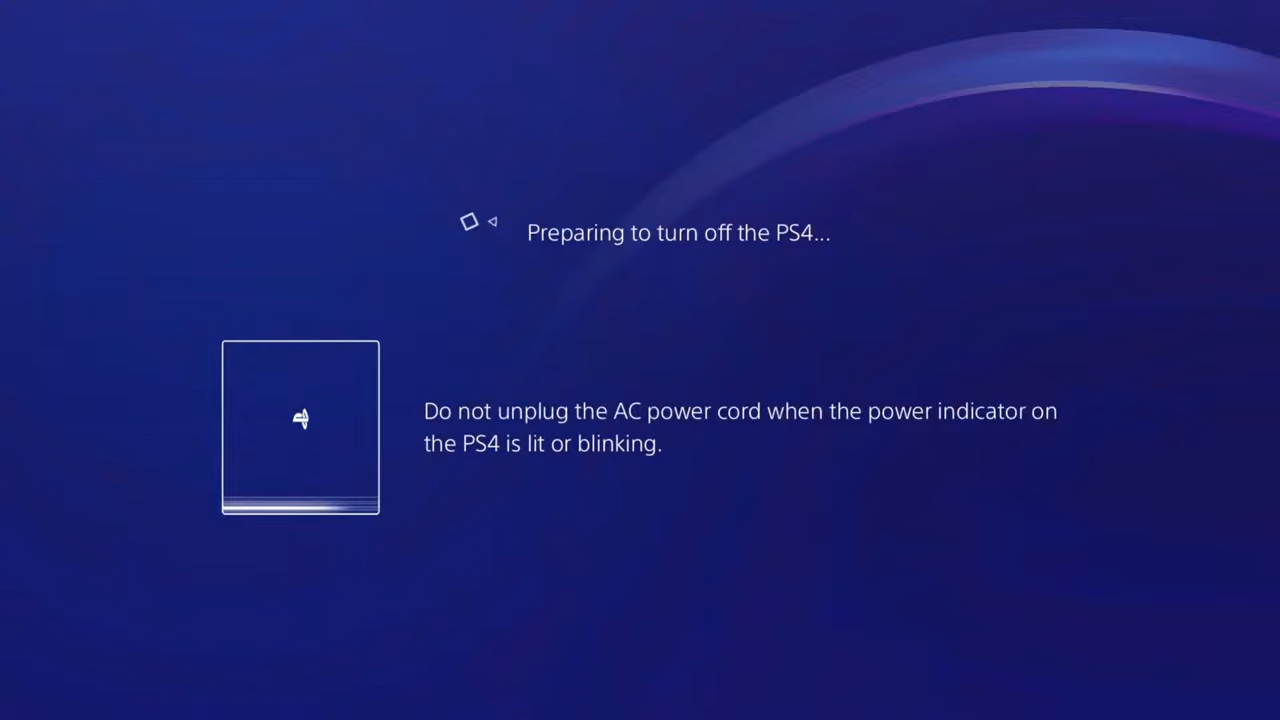 Preparing to turn off the PS4...
Do not unplug the AC power cord when the power indicator on
the PS4 is lit or blinking.